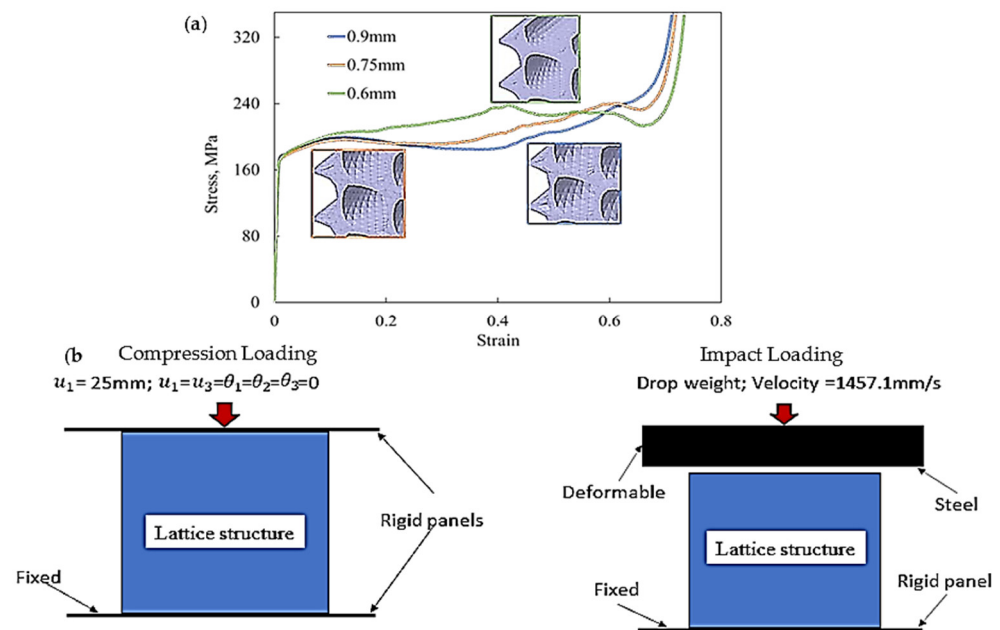 (a)
320
240
160
80
0
Stress, MPa
0.9mm
0.75mm
0.6mm
0
0.2
0.4
0.6
0.8
Strain
(b
Compression Loading
u₁= 25mm; u₁=u₃=θ₁=θ₂=θ₃=0
Lattice structure
Rigid panels
Fixed
Impact Loading
Drop weight; Velocity =1457.1mm/s
Deformable
Steel
Lattice structure
Fixed
Rigid panel